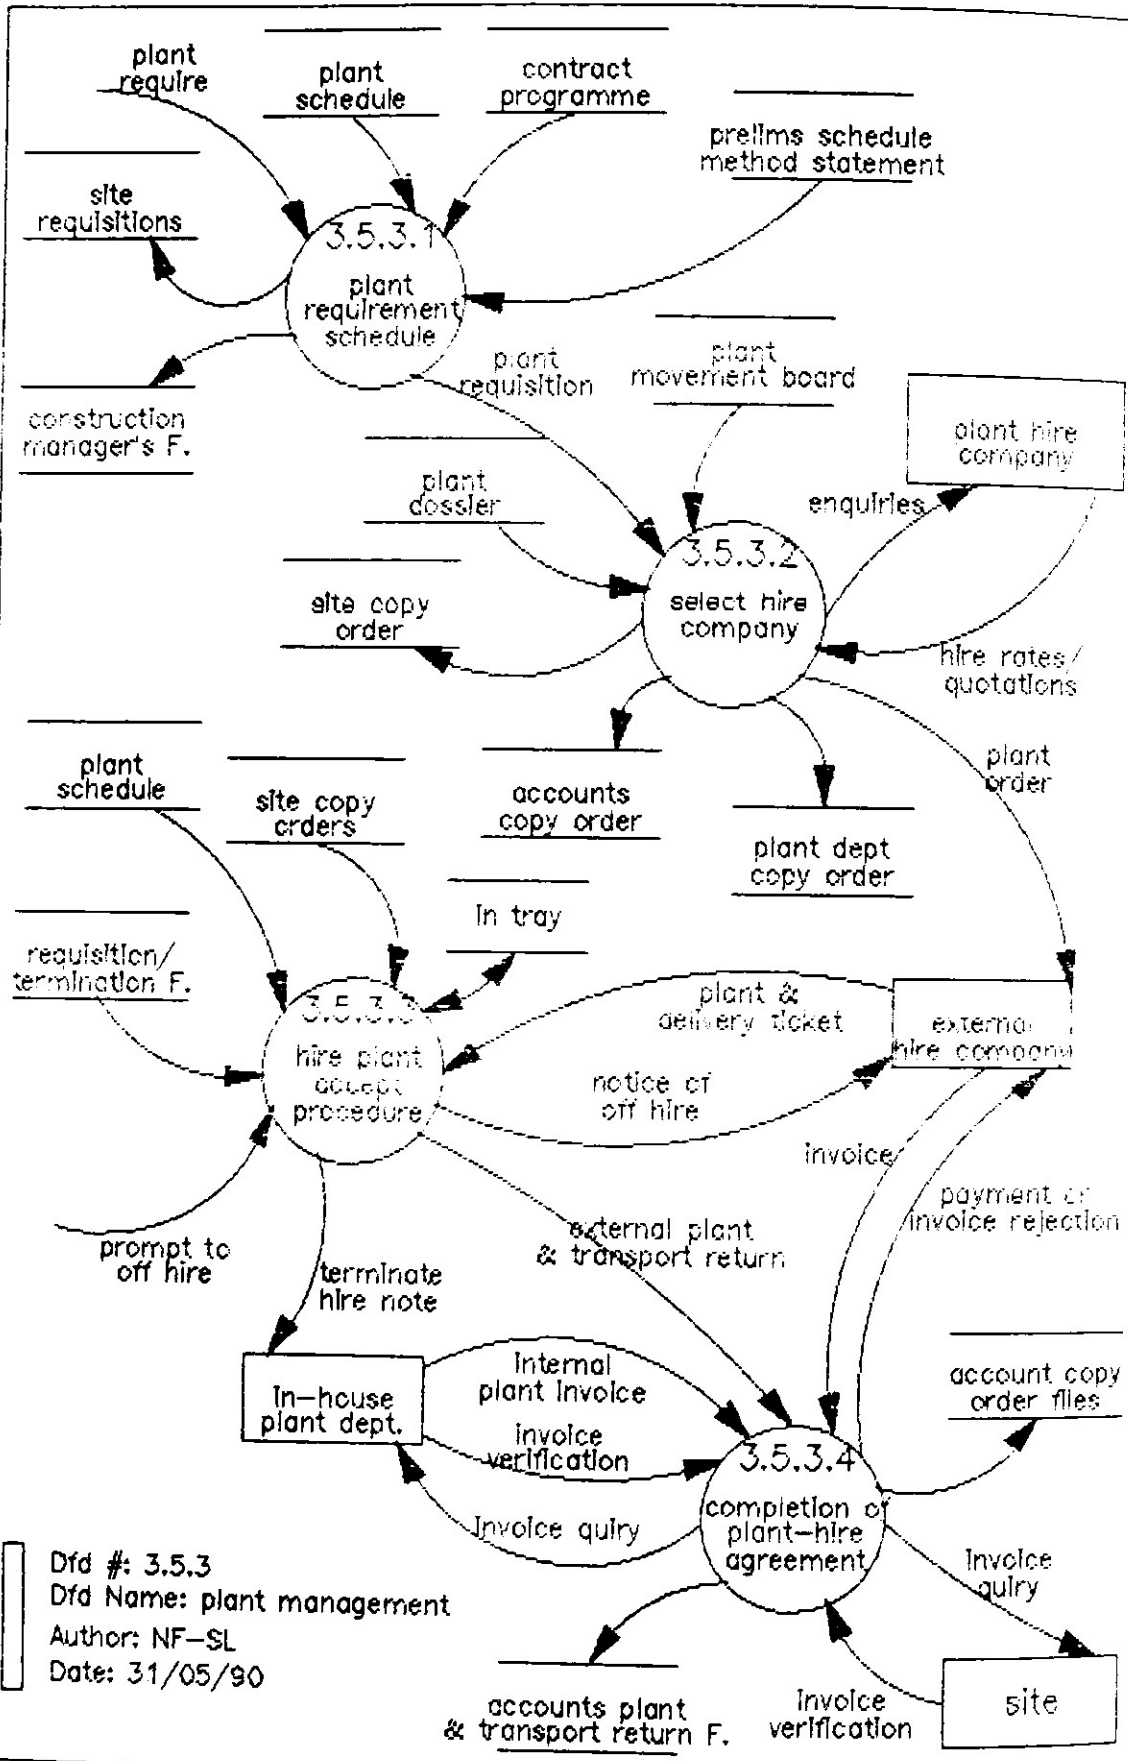 plant
require
plant
schedule
contract
programme
prelims schedule
method statement
site
requisitions
3.5.3.1
plant
requirement
schedule
construction
manager's F.
plant
requisition
plant
movement board
plant hire
company
plant
dossier
enquiries
3.5.3.2
select hire
company
site copy
order
hire rates/
quotations
plant
order
plant
schedule
site copy
orders
accounts
copy order
plant dept
copy order
in tray
requisition/
termination F.
3.5.3.3
hire plant
accept
procedure
plant &
delivery ticket
external
hire company
notice of
off hire
invoice
payment or
invoice rejection
prompt to
off hire
external plant
& transport return
terminate
hire note
in-house
plant dept.
internal
plant invoice
invoice
verification
invoice quiry
account copy
order files
3.5.3.4
completion of
plant-hire
agreement
invoice
quiry
site
invoice
verification
accounts plant
& transport return F.
Dfd #: 3.5.3
Dfd Name: plant management
Author: NF-SL
Date: 31/05/90